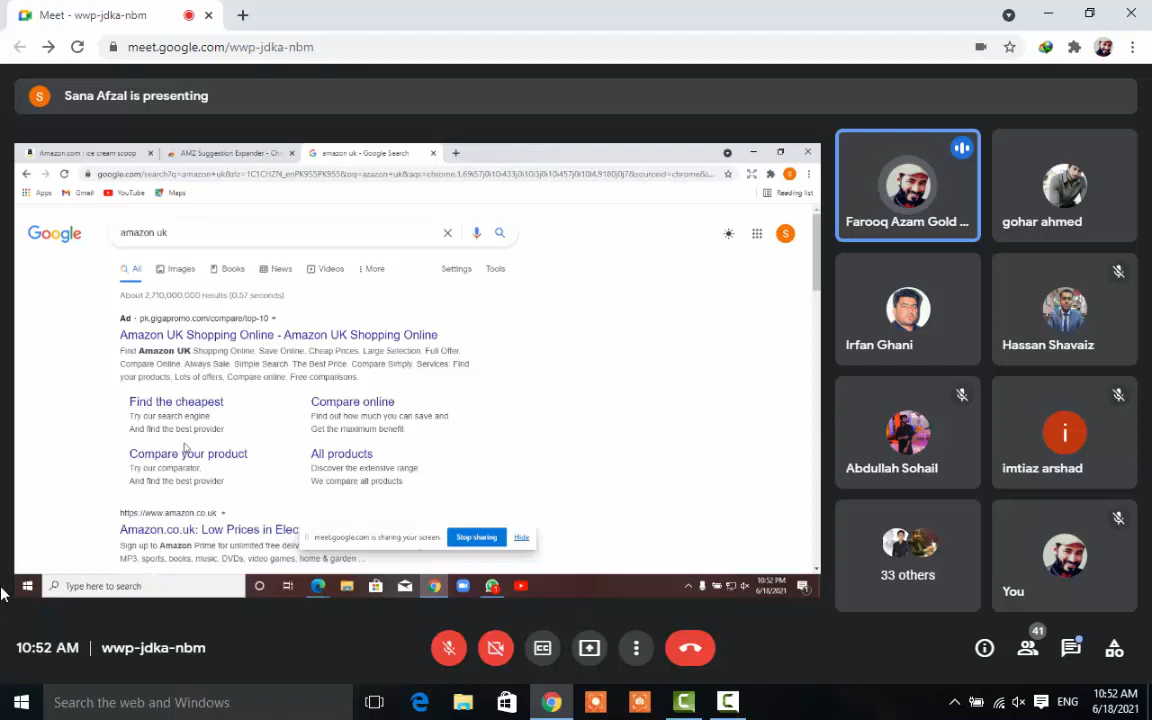 Meet - wwp-jdka-nbm
meet.google.com/wwp-jdka-nbm
S
Sana Afzal is presenting
Amazon.com : ice cream scoop
AMZ Suggestion Expander - Ch
amazon uk - Google Search
Apps
Gmail
YouTube
Maps
Reading list
Google
amazon uk
S
All
Images
Books
News
Videos
More
Settings
Tools
About 2,710,000,000 results (0.57 seconds)
Ad · pk.gigapromo.com/compare/top-10
Amazon UK Shopping Online - Amazon UK Shopping Online
Find Amazon UK Shopping Online. Save Online. Cheap Prices. Large Selection. Full Offer.
Compare Online. Always Sale. Simple Search. The Best Price. Compare Simply. Services: Find
your products, Lots of offers, Compare online, Free comparisons.
Find the cheapest
Try our search engine
And find the best provider
Compare online
Find out how much you can save and
Get the maximum benefit
Compare your product
Try our comparator.
And find the best provider
All products
Discover the extensive range
We compare all products
https://www.amazon.co.uk
Amazon.co.uk: Low Prices in Elec
Sign up to Amazon Prime for unlimited free deliv
MP3, sports, books, music, DVDs, video games, home & garden ...
meet.google.com is sharing your screen.
Stop sharing
Hide
Type here to search
10:52 PM
6/18/2021
Farooq Azam Gold ...
gohar ahmed
Irfan Ghani
Hassan Shavaiz
Abdullah Sohail
i
imtiaz arshad
33 others
You
10:52 AM
wwp-jdka-nbm
41
Search the web and Windows
ENG
10:52 AM
6/18/2021